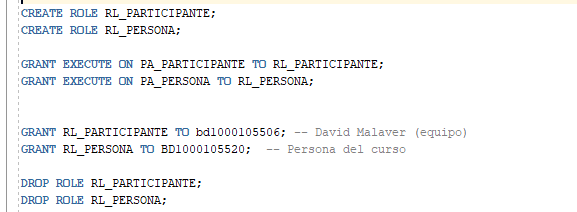 CREATE ROLE RL_PARTICIPANTE;
CREATE ROLE RL_PERSONA;
GRANT EXECUTE ON PA_PARTICIPANTE TO RL_PARTICIPANTE;
GRANT EXECUTE ON PA_PERSONA TO RL_PERSONA;
GRANT RL_PARTICIPANTE TO bd1000105506; -- David Malaver (equipo)
GRANT RL_PERSONA TO BD1000105520;  -- Persona del curso
DROP ROLE RL_PARTICIPANTE;
DROP ROLE RL_PERSONA;